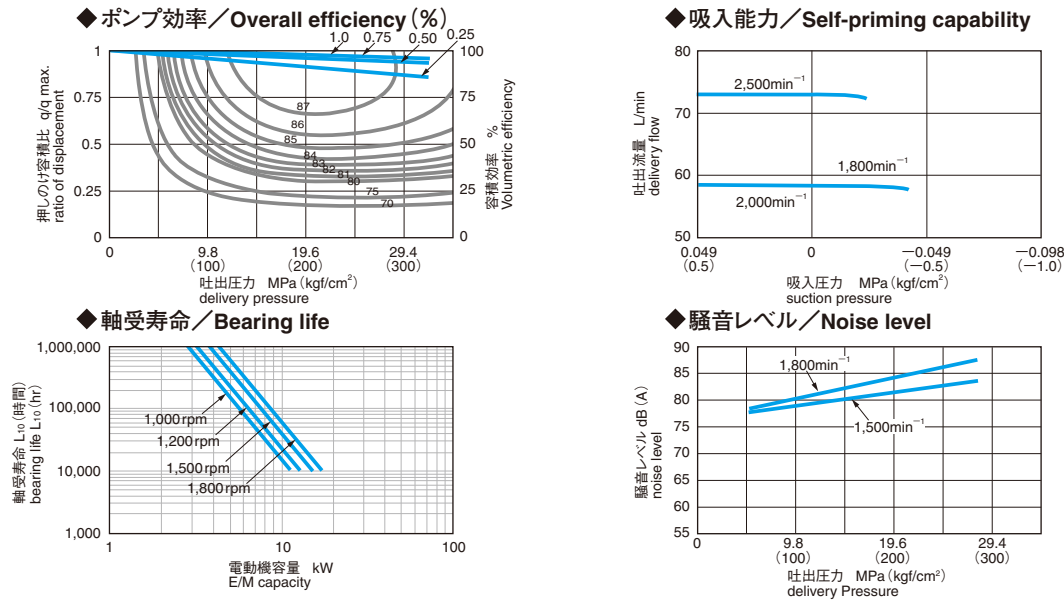 ◆ポンプ効率／Overall efficiency（%）
1.0
0.75
0.50
0.25
押しのけ容積比 q/q max.
ratio of displacement
1
0.75
0.5
0.25
0
87
86
85
84
83
82
81
80
75
70
100
75
50
25
0
容積効率 %
Volumetric efficiency
0
9.8
(100)
19.6
(200)
29.4
(300)
吐出圧力 MPa（kgf/cm²）
delivery pressure
◆吸入能力／Self-priming capability
吐出流量 L/min
delivery flow
80
70
60
50
2,500min⁻¹
1,800min⁻¹
2,000min⁻¹
0.049
(0.5)
0
－0.049
(－0.5)
－0.098
(－1.0)
吸入圧力 MPa（kgf/cm²）
suction pressure
◆軸受寿命／Bearing life
軸受寿命 L₁₀（時間）
bearing life L₁₀（hr）
1,000,000
100,000
10,000
1,000
1,000rpm
1,200rpm
1,500rpm
1,800rpm
1
10
100
電動機容量 kW
E/M capacity
◆騒音レベル／Noise level
騒音レベル dB（A）
noise level
90
85
80
75
70
65
60
55
1,800min⁻¹
1,500min⁻¹
0
9.8
(100)
19.6
(200)
29.4
(300)
吐出圧力 MPa（kgf/cm²）
delivery Pressure